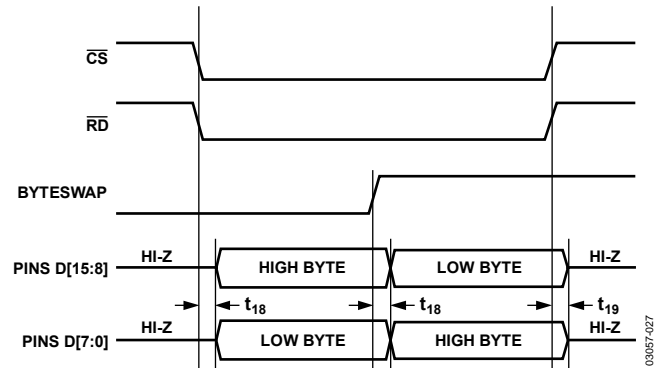 CS
RD
BYTESWAP
PINS D[15:8] HI-Z HIGH BYTE LOW BYTE HI-Z
t18 t18 t19
PINS D[7:0] HI-Z LOW BYTE HIGH BYTE HI-Z
03057-027